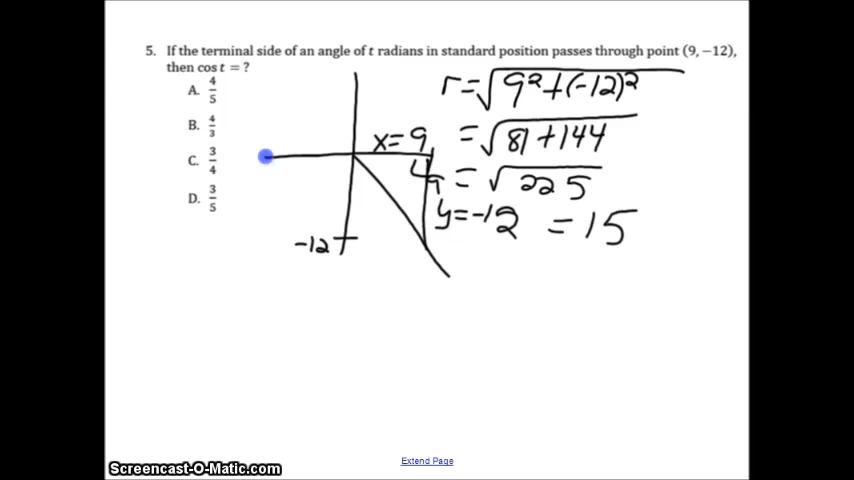 5. If the terminal side of an angle of t radians in standard position passes through point (9, −12),
then cos t = ?
A. 4/5
B. 4/3
C. 3/4
D. 3/5
r = √9² + (-12)²
x = 9
= √81 + 144
9
= √225
y = -12
= 15
-12
Extend Page
Screencast-O-Matic.com